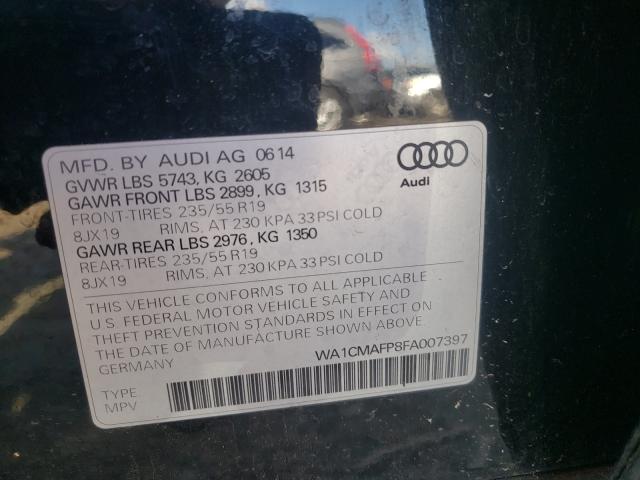 MFD. BY AUDI AG 06 14
GVWR LBS 5743, KG 2605
GAWR FRONT LBS 2899, KG 1315
FRONT-TIRES 235/55 R19
8JX19 RIMS, AT 230 KPA 33 PSI COLD
GAWR REAR LBS 2976, KG 1350
REAR-TIRES 235/55 R19
8JX19 RIMS, AT 230 KPA 33 PSI COLD
Audi
THIS VEHICLE CONFORMS TO ALL APPLICABLE
U.S. FEDERAL MOTOR VEHICLE SAFETY AND
THEFT PREVENTION STANDARDS IN EFFECT ON
THE DATE OF MANUFACTURE SHOWN ABOVE.
GERMANY
WA1CMAFP8FA007397
TYPE
MPV